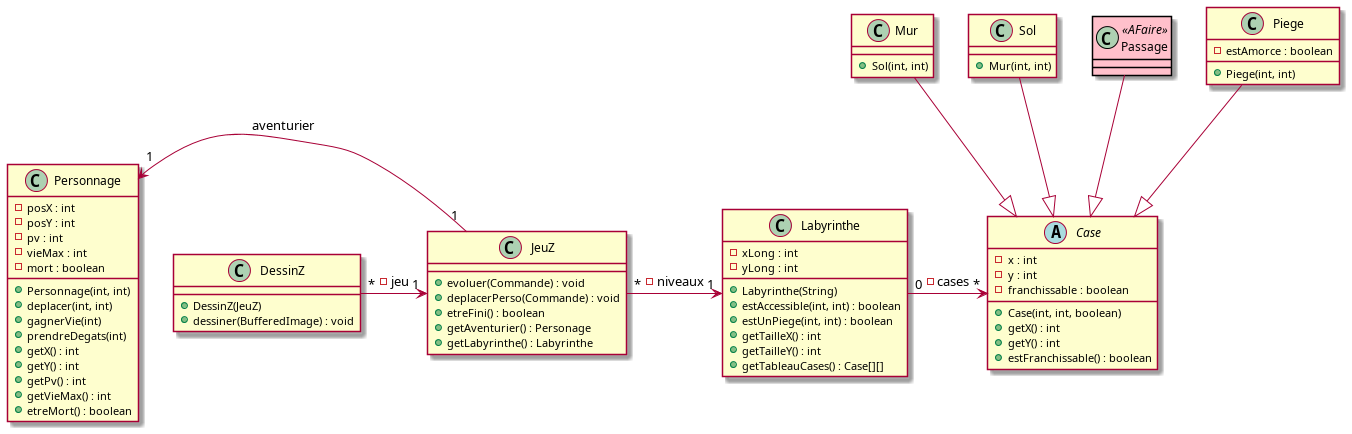 C Mur
Sol(int, int)
C Sol
Mur(int, int)
C «AFaire»
Passage
C Piege
estAmorce : boolean
Piege(int, int)
aventurier
1
1
C Personnage
posX : int
posY : int
pv : int
vieMax : int
mort : boolean
Personnage(int, int)
deplacer(int, int)
gagnerVie(int)
prendreDegats(int)
getX() : int
getY() : int
getPv() : int
getVieMax() : int
etreMort() : boolean
C DessinZ
DessinZ(JeuZ)
dessiner(BufferedImage) : void
* jeu 1
C JeuZ
evoluer(Commande) : void
deplacerPerso(Commande) : void
etreFini() : boolean
getAventurier() : Personage
getLabyrinthe() : Labyrinthe
* niveaux 1
C Labyrinthe
xLong : int
yLong : int
Labyrinthe(String)
estAccessible(int, int) : boolean
estUnPiege(int, int) : boolean
getTailleX() : int
getTailleY() : int
getTableauCases() : Case[][]
0 cases *
A Case
x : int
y : int
franchissable : boolean
Case(int, int, boolean)
getX() : int
getY() : int
estFranchissable() : boolean